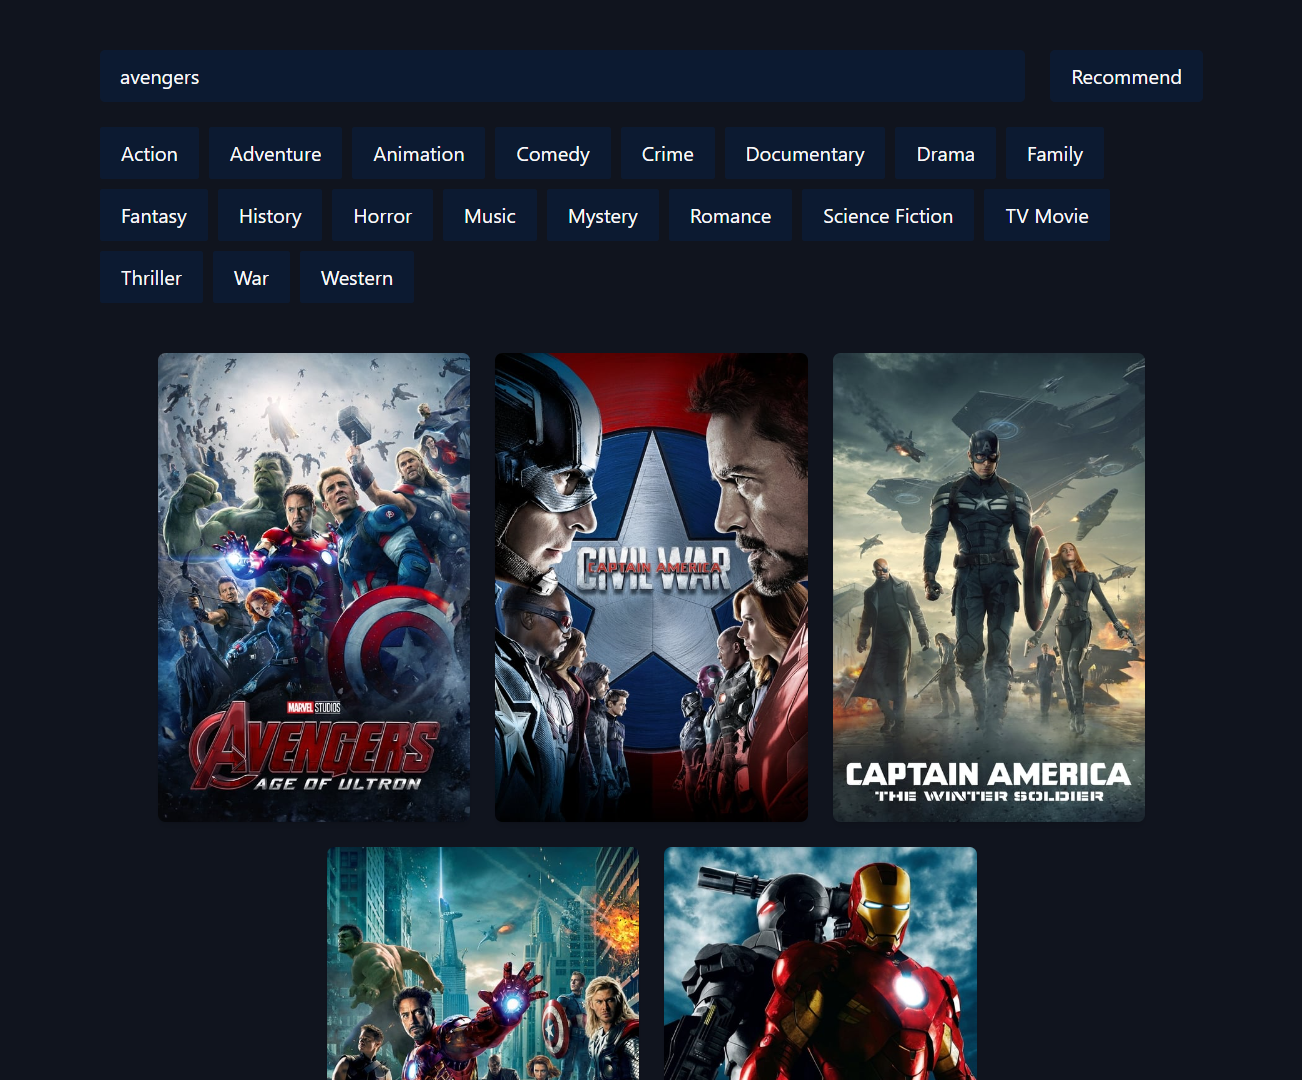 avengers
Recommend
Action Adventure Animation Comedy Crime Documentary Drama Family
Fantasy History Horror Music Mystery Romance Science Fiction TV Movie
Thriller War Western
MARVEL STUDIOS
AVENGERS
AGE OF ULTRON
CIVIL WAR
CAPTAIN AMERICA
CAPTAIN AMERICA
THE WINTER SOLDIER